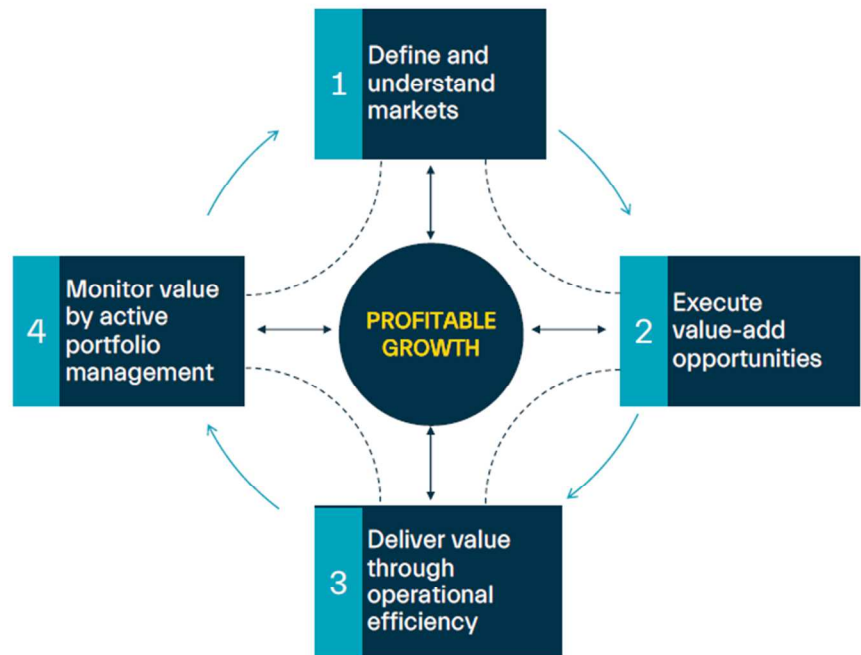 1
Define and
understand
markets
4
Monitor value
by active
portfolio
management
PROFITABLE
GROWTH
2
Execute
value-add
opportunities
3
Deliver value
through
operational
efficiency